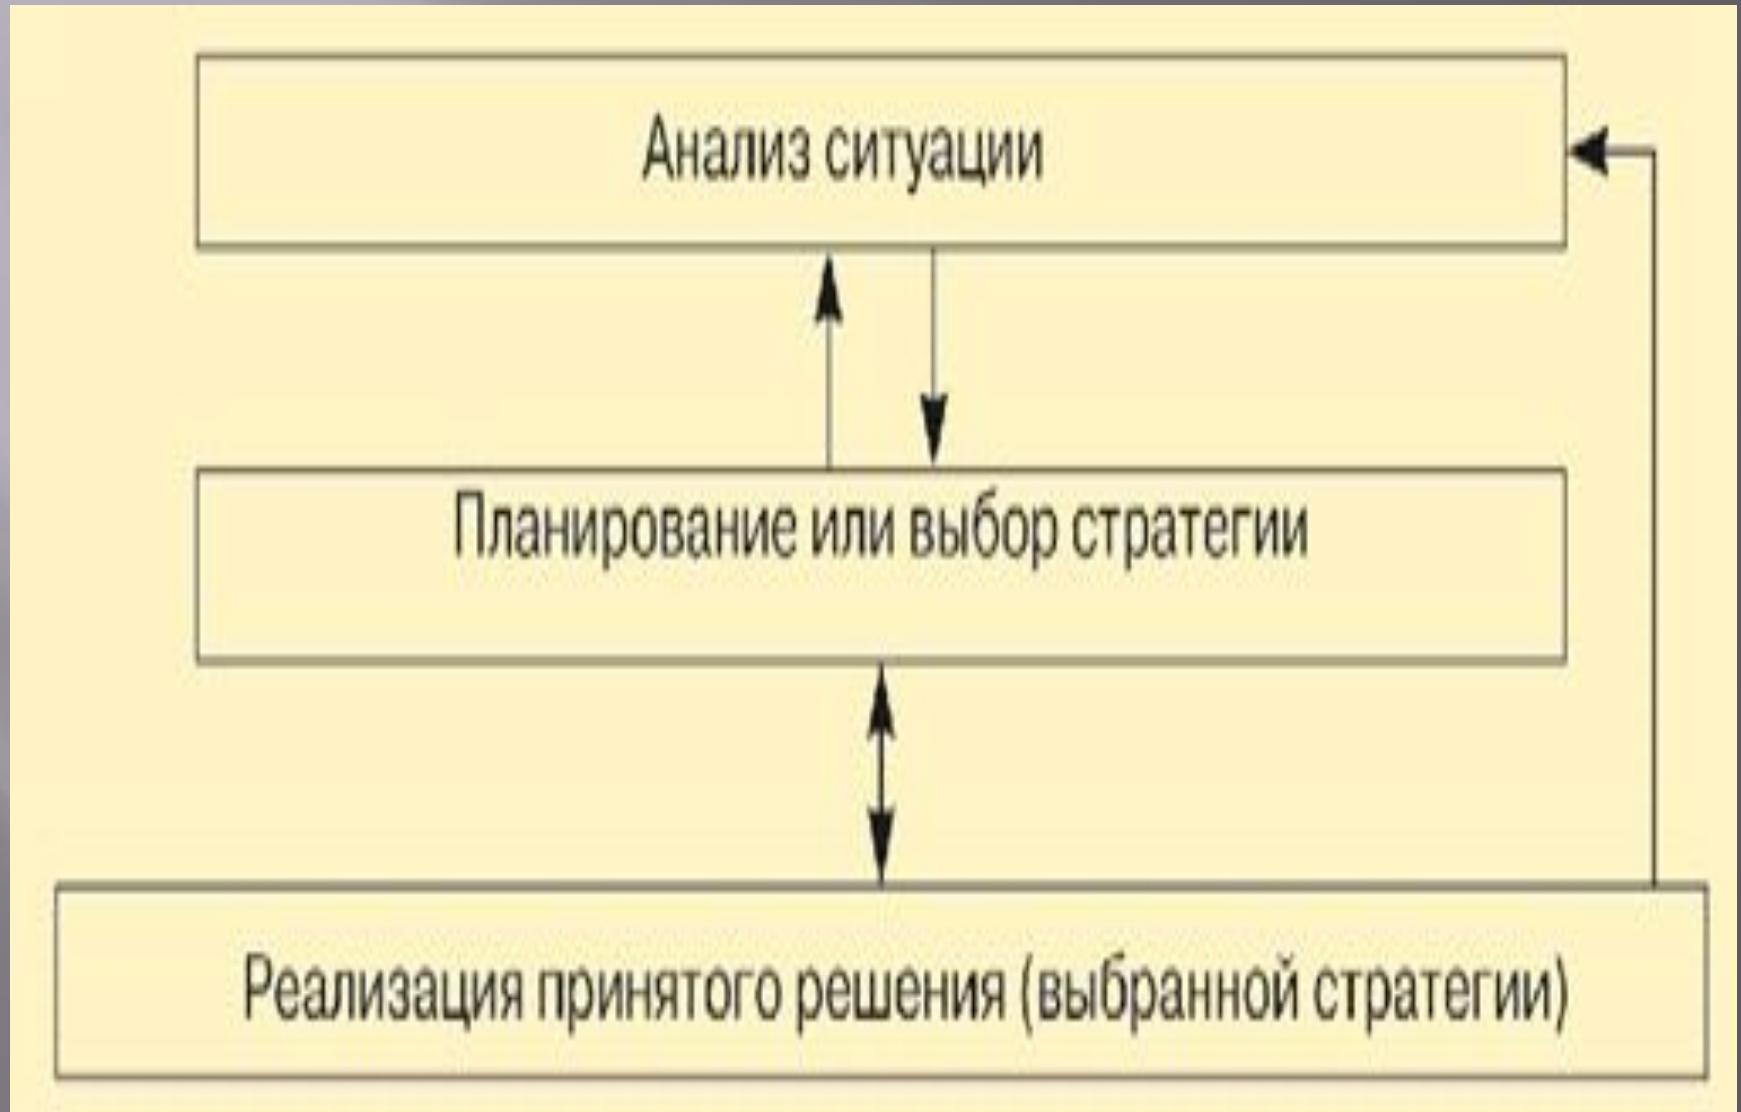 Анализ ситуации
Планирование или выбор стратегии
Реализация принятого решения (выбранной стратегии)